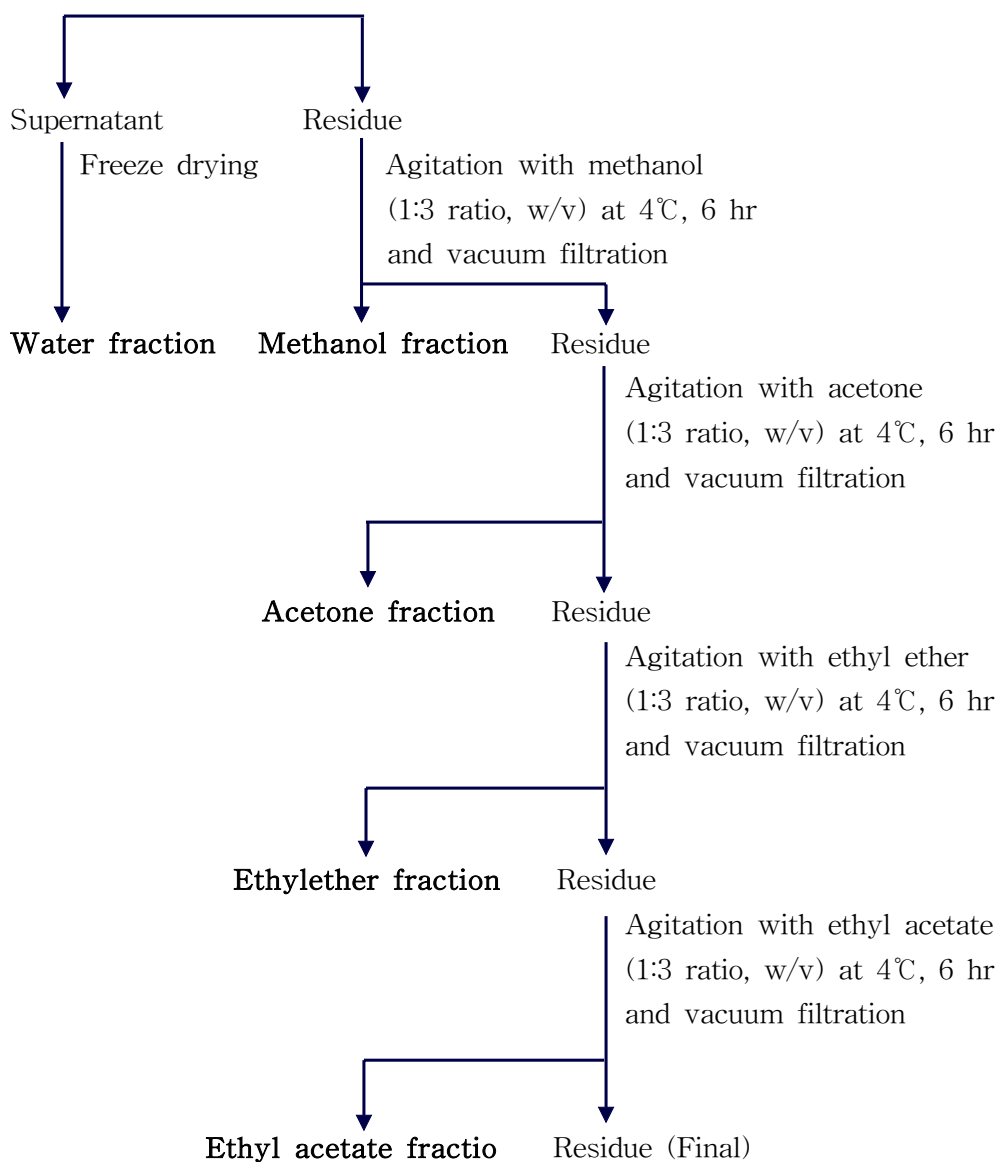 Supernatant Residue
Freeze drying Agitation with methanol
(1:3 ratio, w/v) at 4℃, 6 hr
and vacuum filtration
Water fraction Methanol fraction Residue
Agitation with acetone
(1:3 ratio, w/v) at 4℃, 6 hr
and vacuum filtration
Acetone fraction Residue
Agitation with ethyl ether
(1:3 ratio, w/v) at 4℃, 6 hr
and vacuum filtration
Ethylether fraction Residue
Agitation with ethyl acetate
(1:3 ratio, w/v) at 4℃, 6 hr
and vacuum filtration
Ethyl acetate fractio Residue (Final)